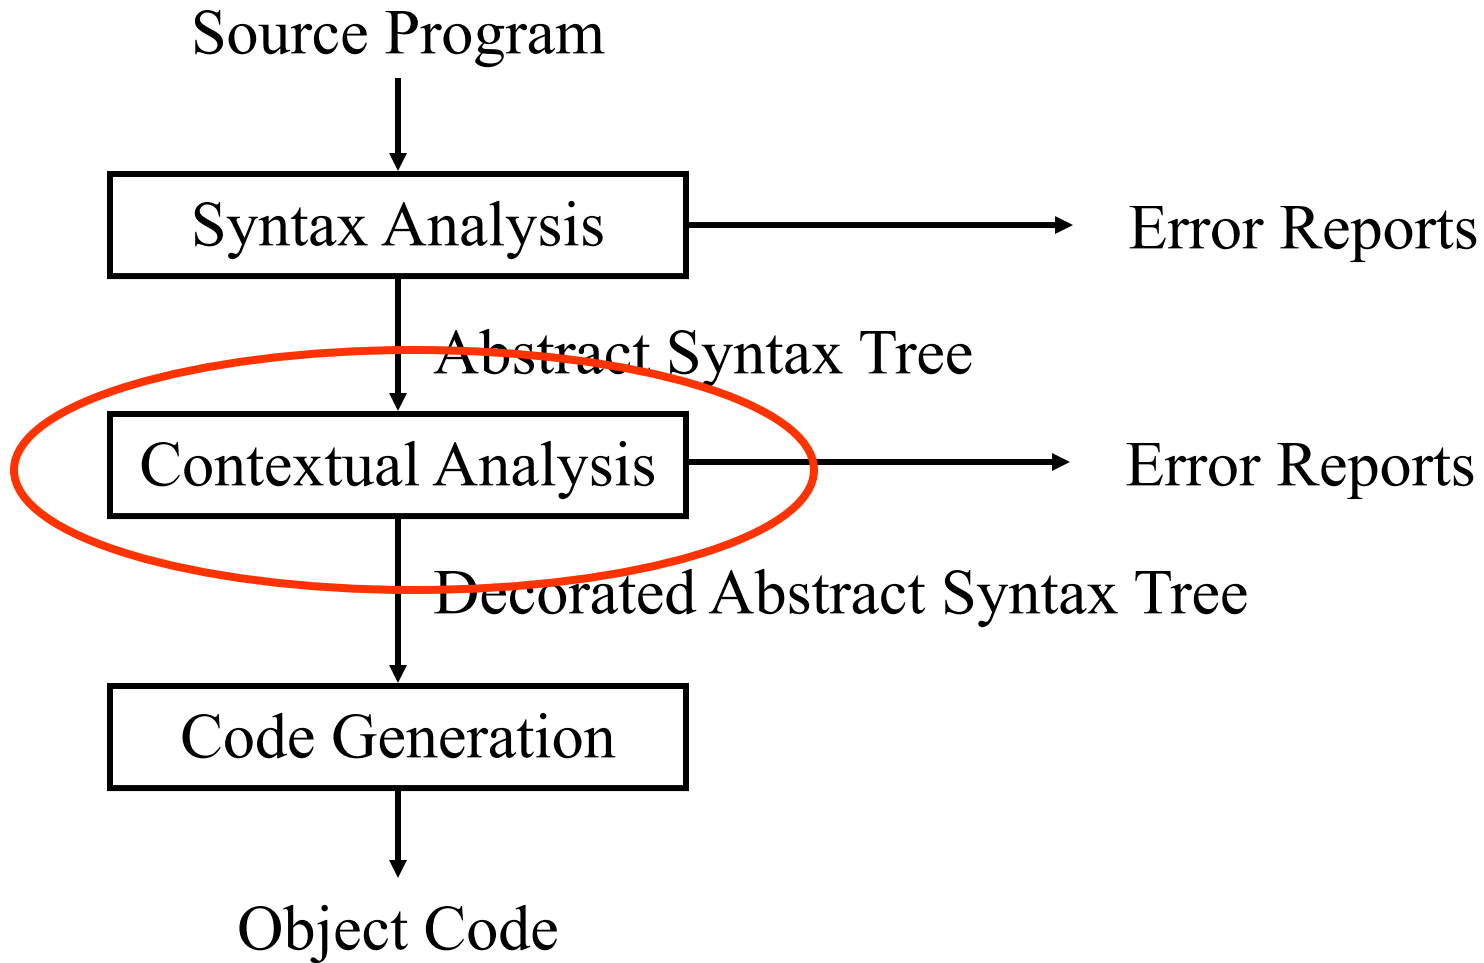 Source Program
Syntax Analysis
Error Reports
Abstract Syntax Tree
Contextual Analysis
Error Reports
Decorated Abstract Syntax Tree
Code Generation
Object Code